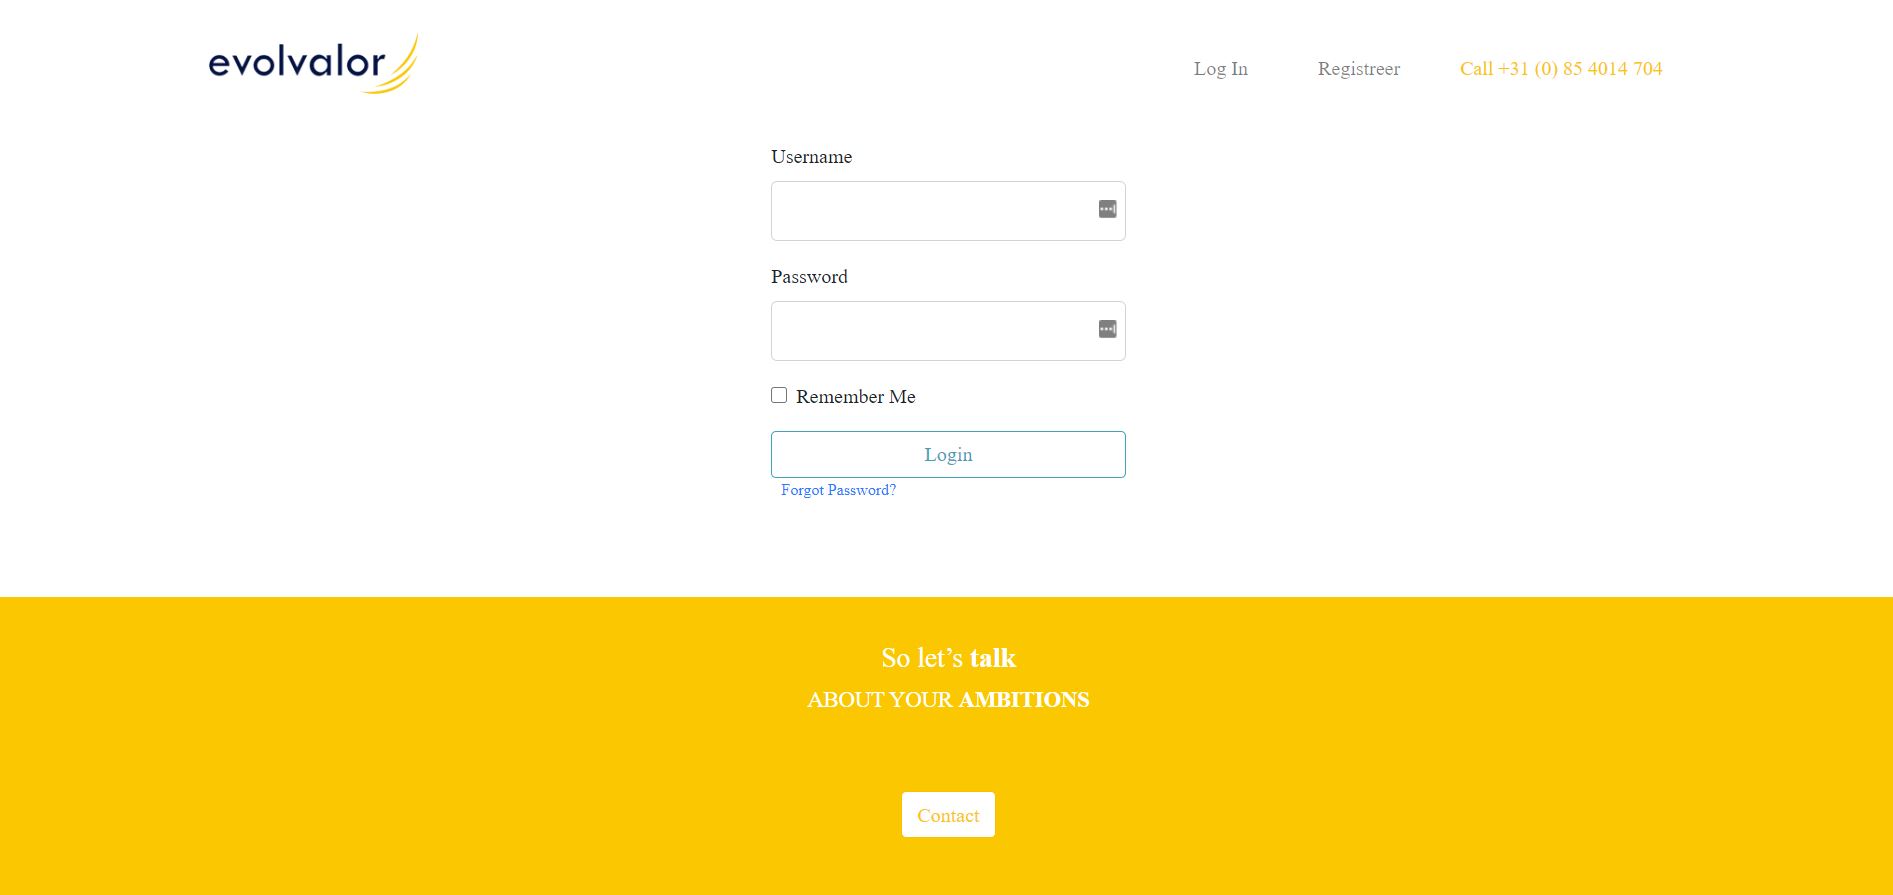 evolvalor
Log In
Registreer
Call +31 (0) 85 4014 704
Username
Password
Remember Me
Login
Forgot Password?
So let’s talk
ABOUT YOUR AMBITIONS
Contact